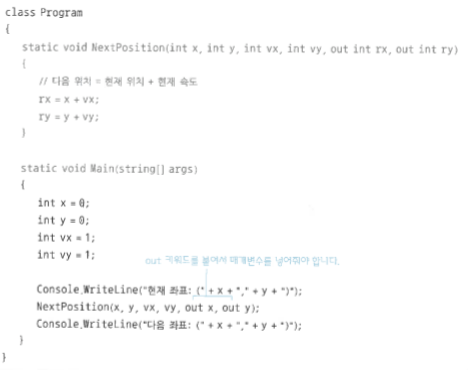 class Program
{
static void NextPosition(int x, int y, int vx, int vy, out int rx, out int ry)
{
// 다음 위치 = 현재 위치 + 현재 속도
rx = x + vx;
ry = y + vy;
}
static void Main(string[] args)
{
int x = 0;
int y = 0;
int vx = 1;
int vy = 1;
out 키워드를 붙여서 매개변수를 넣어줘야 합니다.
Console.WriteLine("현재 좌표: (" + x + "," + y + ")");
NextPosition(x, y, vx, vy, out x, out y);
Console.WriteLine("다음 좌표: (" + x + "," + y + ")");
}
}